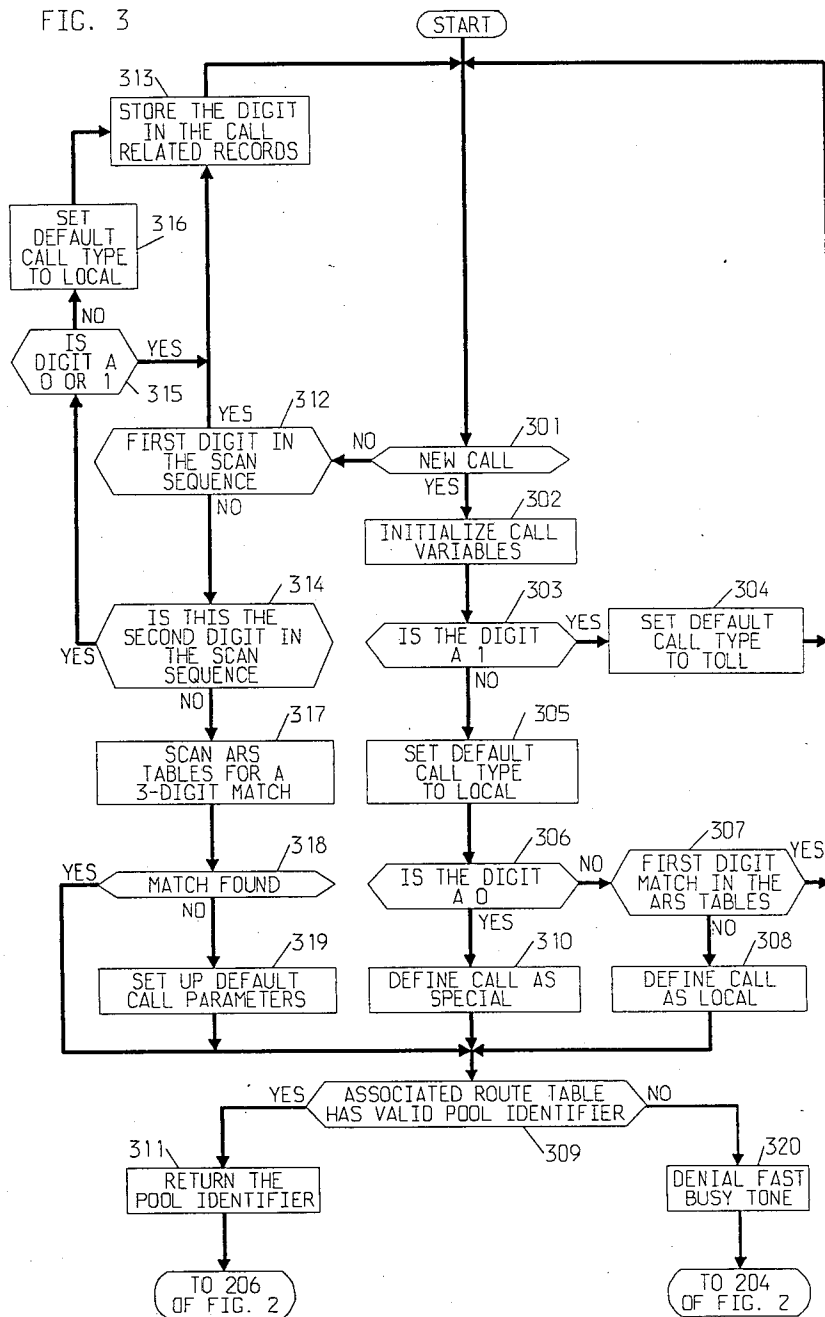 FIG. 3
START
313
STORE THE DIGIT
IN THE CALL
RELATED RECORDS
SET
DEFAULT
CALL TYPE
TO LOCAL
316
NO
IS
DIGIT A
0 OR 1
YES
315
312
YES
FIRST DIGIT IN
THE SCAN
SEQUENCE
NO
NO
301
NEW CALL
YES
302
INITIALIZE CALL
VARIABLES
314
IS THIS THE
SECOND DIGIT IN
THE SCAN
SEQUENCE
YES
NO
303
IS THE DIGIT
A 1
YES
NO
304
SET DEFAULT
CALL TYPE
TO TOLL
317
SCAN ARS
TABLES FOR A
3-DIGIT MATCH
305
SET DEFAULT
CALL TYPE
TO LOCAL
318
YES
MATCH FOUND
NO
306
IS THE DIGIT
A 0
NO
YES
307
FIRST DIGIT
MATCH IN THE
ARS TABLES
YES
NO
319
SET UP DEFAULT
CALL PARAMETERS
310
DEFINE CALL AS
SPECIAL
308
DEFINE CALL
AS LOCAL
YES
ASSOCIATED ROUTE TABLE
HAS VALID POOL IDENTIFIER
NO
309
311
RETURN THE
POOL IDENTIFIER
320
DENIAL FAST
BUSY TONE
TO 206
OF FIG. 2
TO 204
OF FIG. 2